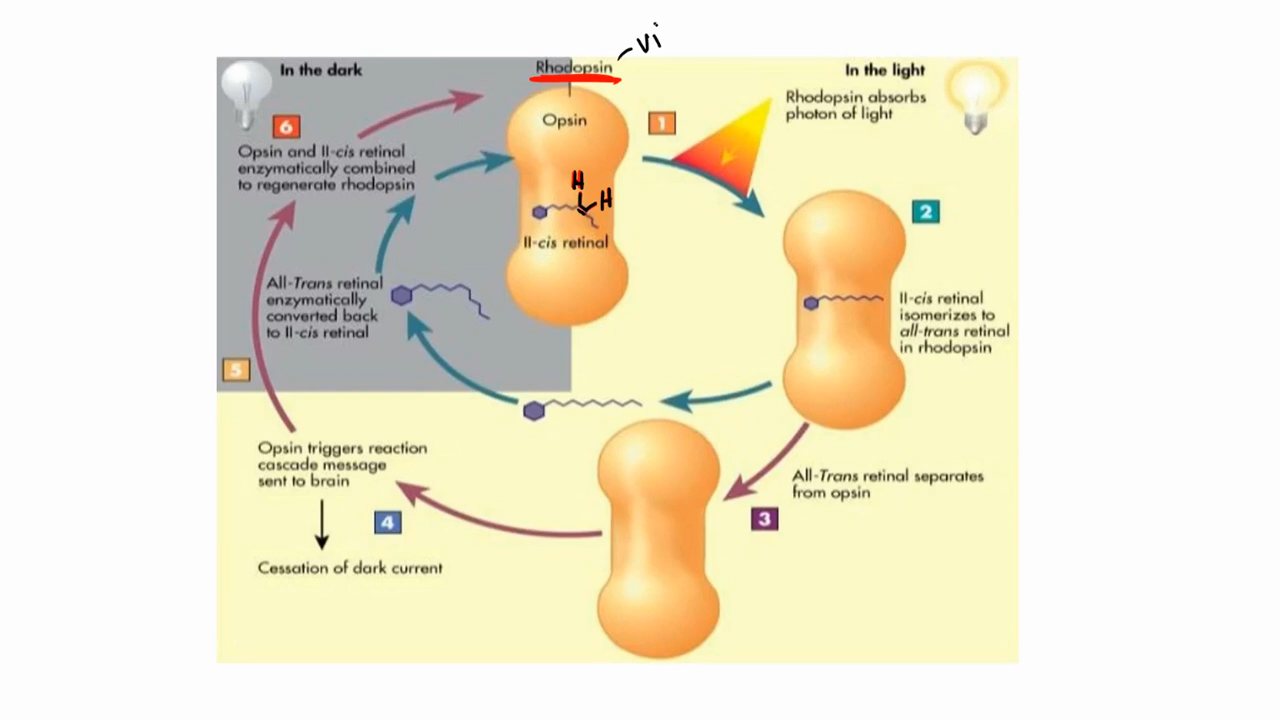 Vi
In the dark
Rhodopsin
In the light
Rhodopsin absorbs
photon of light
Opsin
1
6
Opsin and II-cis retinal
enzymatically combined
to regenerate rhodopsin
H
H
II-cis retinal
2
All-Trans retinal
enzymatically
converted back
to II-cis retinal
II-cis retinal
isomerizes to
all-trans retinal
in rhodopsin
5
Opsin triggers reaction
cascade message
sent to brain
All-Trans retinal separates
from opsin
4
3
Cessation of dark current